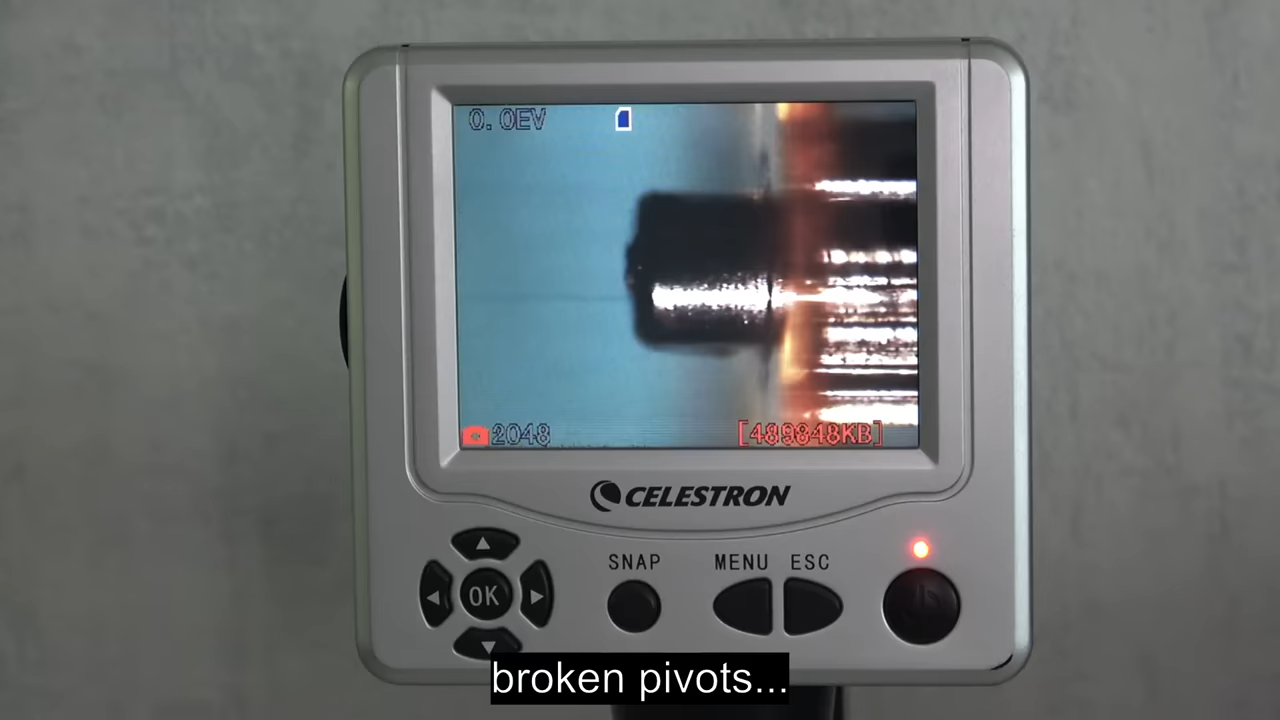 0.0EV
2048 [489848KB]
CELESTRON
SNAP MENU ESC
OK
broken pivots...